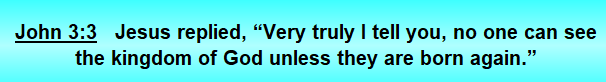 John 3:3 Jesus replied, “Very truly I tell you, no one can see
the kingdom of God unless they are born again.”